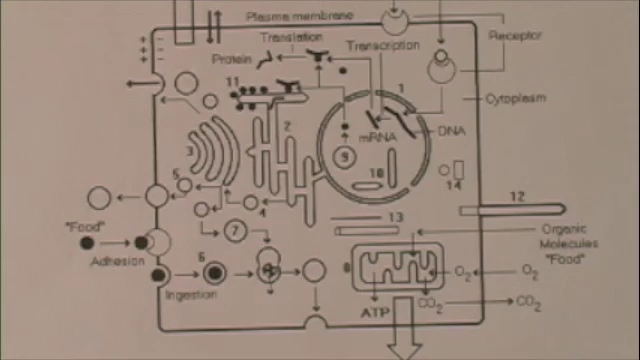 Plasma membrane
Translation
Transcription
Receptor
Protein
+
+
+
11
1
Cytoplasm
mRNA
DNA
2
3
9
10
5
14
4
12
"Food"
7
13
Organic
Molecules
"Food"
Adhesion
6
8
O₂
O₂
Ingestion
ATP
CO₂
CO₂